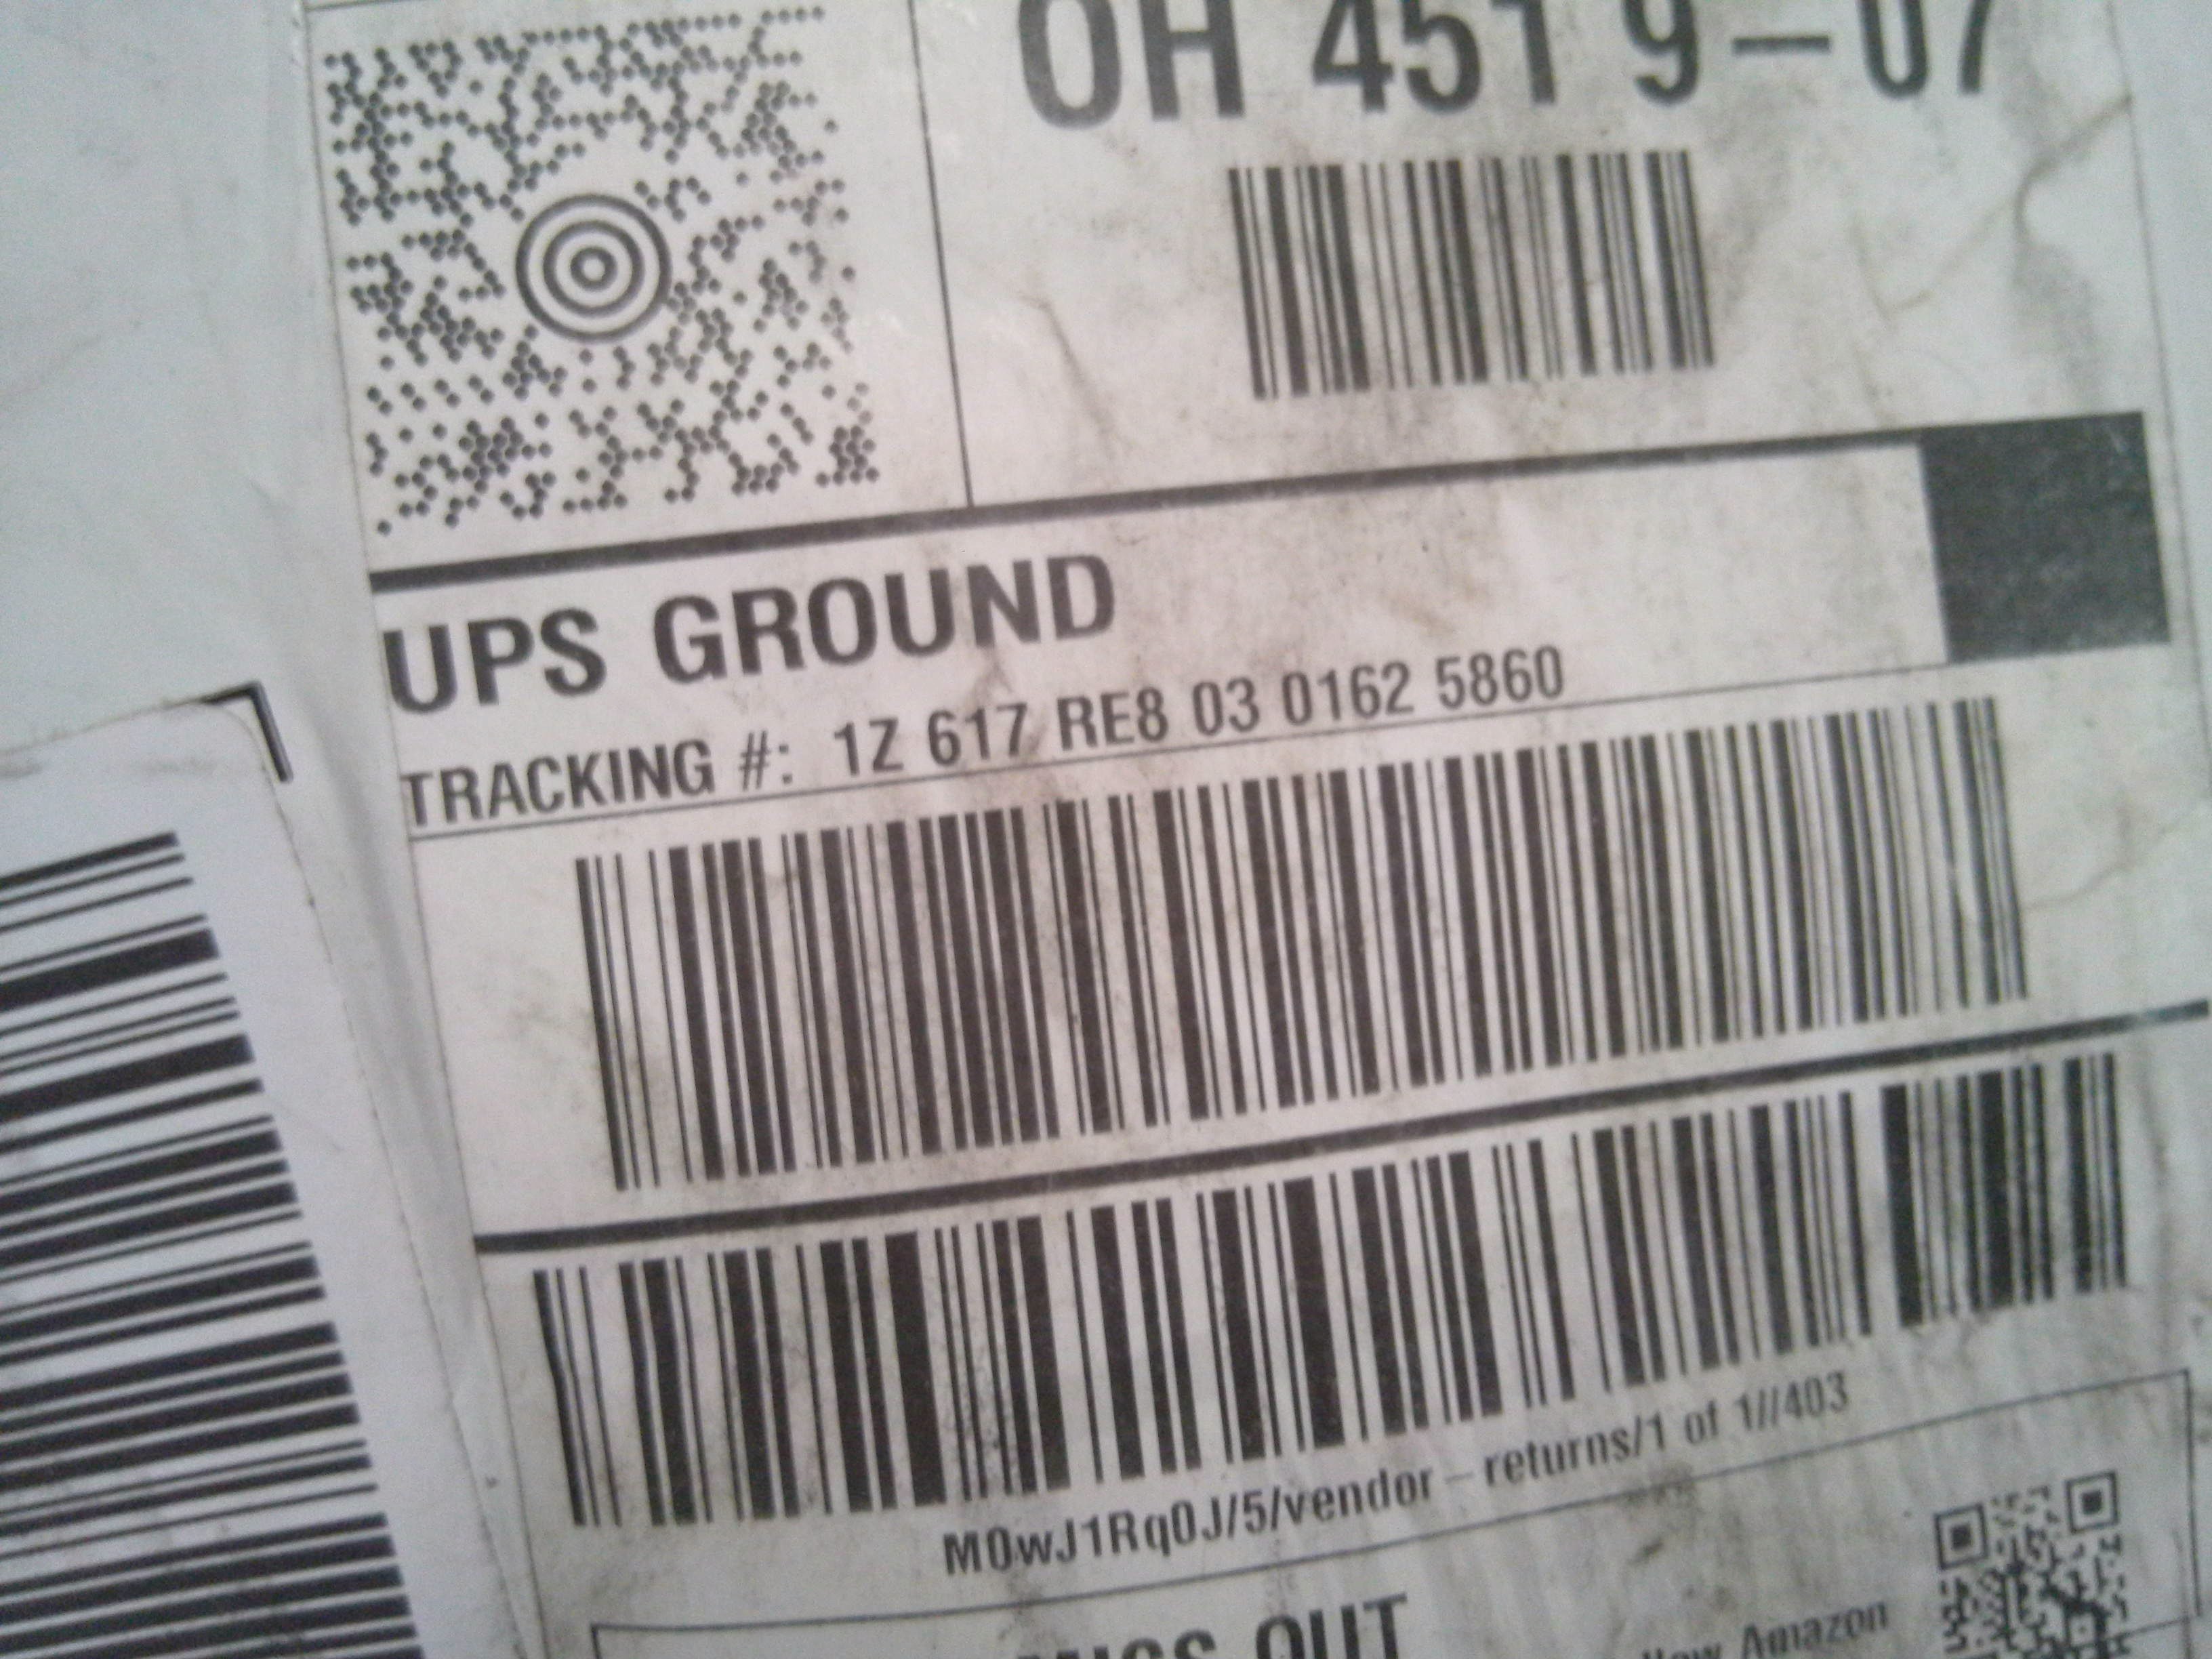 OH 451 9-07
UPS GROUND
TRACKING #: 1Z 617 RE8 03 0162 5860
M0wJ1Rq0J/5/vendor-returns/1 of 1//403
OUT
Amazon